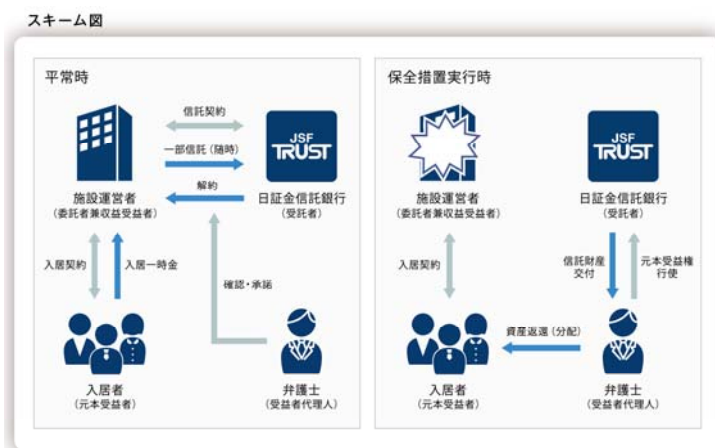 スキーム図
平常時
信託契約
一部信託（随時）
解約
JSF
TRUST
施設運営者
（委託者兼収益受益者）
日証金信託銀行
（受託者）
入居契約
入居一時金
確認・承諾
入居者
（元本受益者）
弁護士
（受益者代理人）
保全措置実行時
JSF
TRUST
施設運営者
（委託者兼収益受益者）
日証金信託銀行
（受託者）
入居契約
信託財産
交付
元本受益権
行使
資産返還（分配）
入居者
（元本受益者）
弁護士
（受益者代理人）